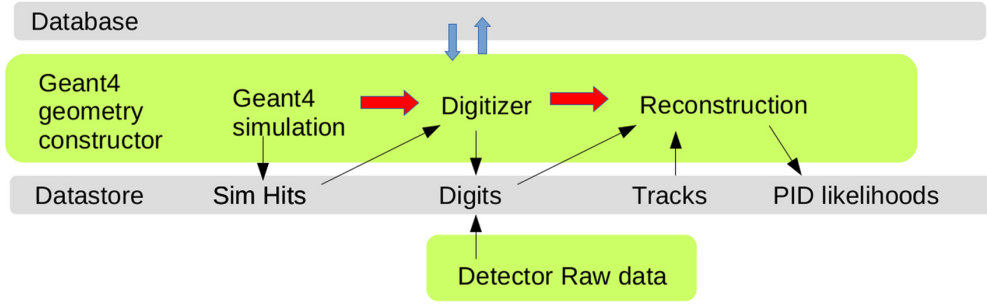 Database
Geant4
geometry
constructor
Geant4
simulation
Digitizer
Reconstruction
Datastore
Sim Hits
Digits
Tracks
PID likelihoods
Detector Raw data